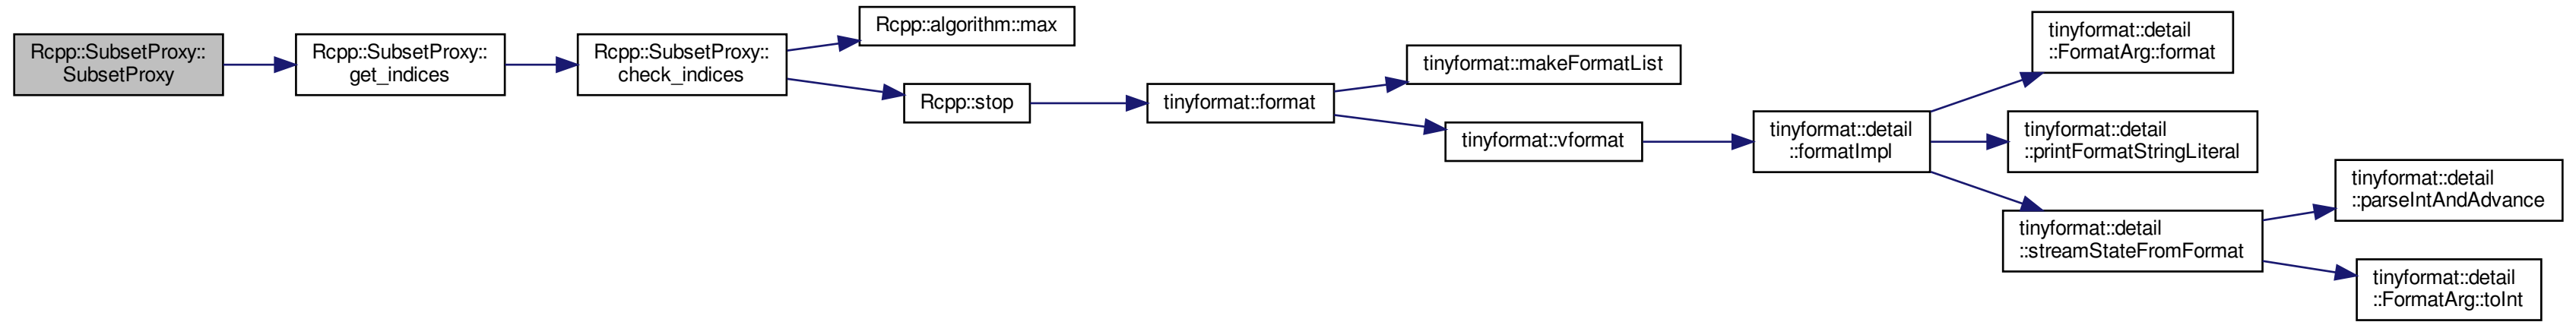 Rcpp::SubsetProxy::
SubsetProxy
Rcpp::SubsetProxy::
get_indices
Rcpp::SubsetProxy::
check_indices
Rcpp::algorithm::max
Rcpp::stop
tinyformat::format
tinyformat::makeFormatList
tinyformat::vformat
tinyformat::detail
::formatImpl
tinyformat::detail
::FormatArg::format
tinyformat::detail
::printFormatStringLiteral
tinyformat::detail
::streamStateFromFormat
tinyformat::detail
::parseIntAndAdvance
tinyformat::detail
::FormatArg::toInt